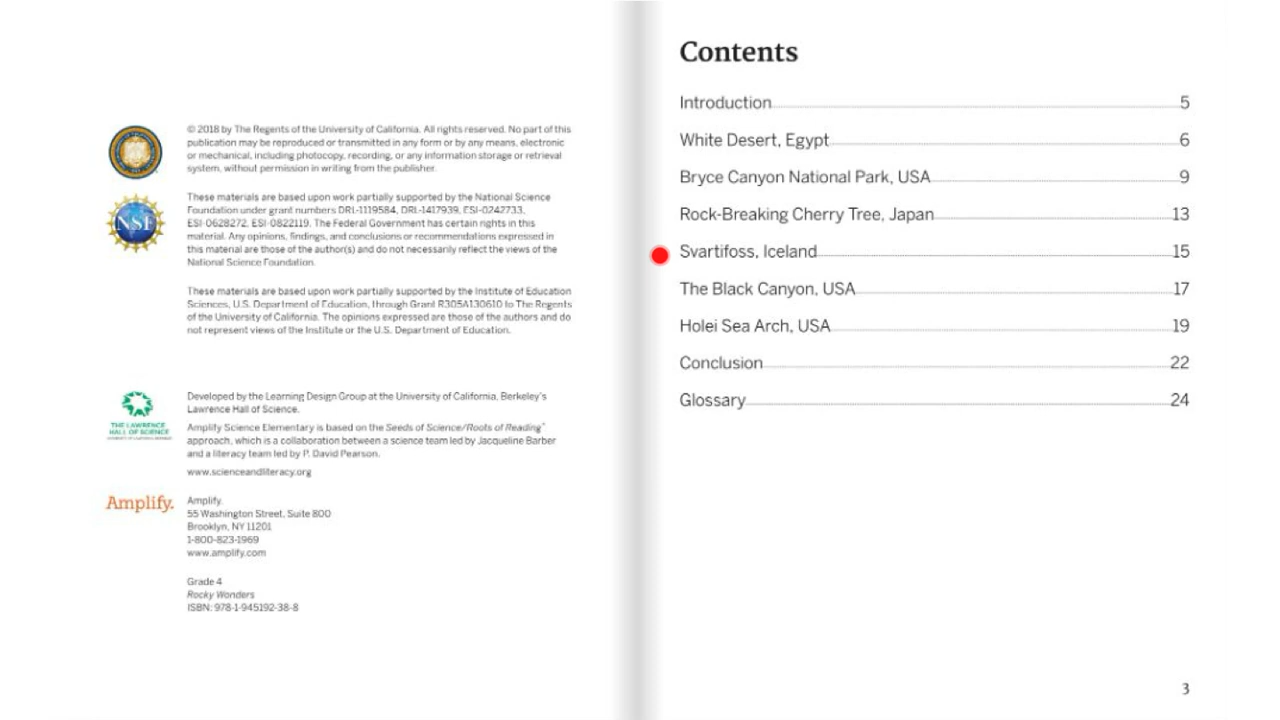 © 2018 by The Regents of the University of California. All rights reserved. No part of this
publication may be reproduced or transmitted in any form or by any means, electronic
or mechanical, including photocopy, recording, or any information storage or retrieval
system, without permission in writing from the publisher.
NSF
These materials are based upon work partially supported by the National Science
Foundation under grant numbers DRL-1119584, DRL-1417939, ESI-0242733,
ESI-0628272, ESI-0822119. The Federal Government has certain rights in this
material. Any opinions, findings, and conclusions or recommendations expressed in
this material are those of the author(s) and do not necessarily reflect the views of the
National Science Foundation.
These materials are based upon work partially supported by the Institute of Education
Sciences, U.S. Department of Education, through Grant R305A130610 to The Regents
of the University of California. The opinions expressed are those of the authors and do
not represent views of the Institute or the U.S. Department of Education.
THE LAWRENCE
HALL OF SCIENCE
Developed by the Learning Design Group at the University of California, Berkeley's
Lawrence Hall of Science.
Amplify Science Elementary is based on the Seeds of Science/Roots of Reading®
approach, which is a collaboration between a science team led by Jacqueline Barber
and a literacy team led by P. David Pearson.
www.scienceandliteracy.org
Amplify.
Amplify.
55 Washington Street, Suite 800
Brooklyn, NY 11201
1-800-823-1969
www.amplify.com
Grade 4
Rocky Wonders
ISBN: 978-1-945192-38-8
Contents
Introduction 5
White Desert, Egypt 6
Bryce Canyon National Park, USA 9
Rock-Breaking Cherry Tree, Japan 13
Svartifoss, Iceland 15
The Black Canyon, USA 17
Holei Sea Arch, USA 19
Conclusion 22
Glossary 24
3